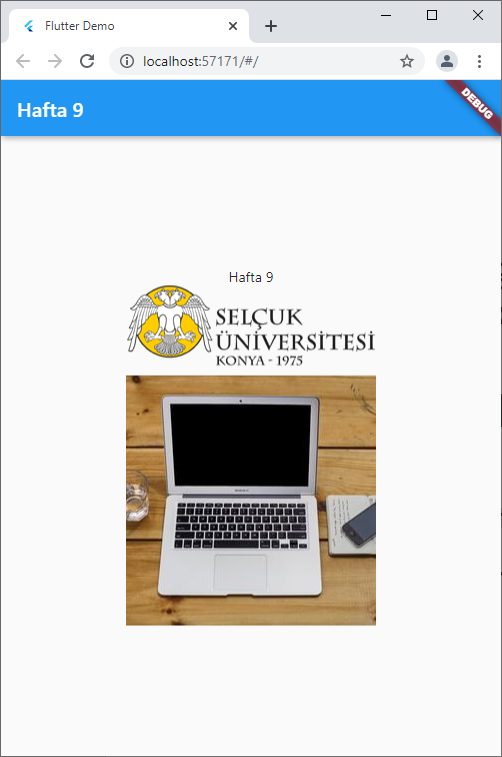 Flutter Demo
localhost:57171/#/
Hafta 9
DEBUG
Hafta 9
SELÇUK
ÜNİVERSİTESİ
KONYA - 1975